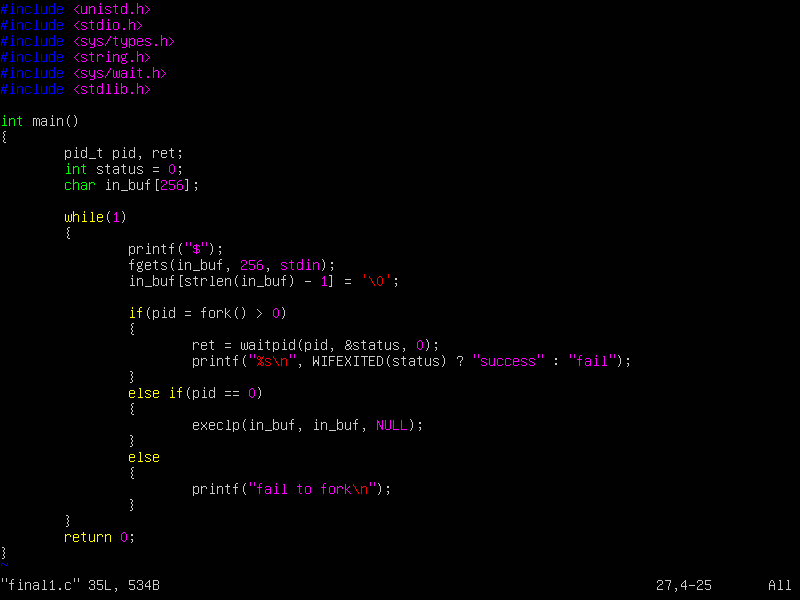 #include <unistd.h>
#include <stdio.h>
#include <sys/types.h>
#include <string.h>
#include <sys/wait.h>
#include <stdlib.h>
int main()
{
pid_t pid, ret;
int status = 0;
char in_buf[256];
while(1)
{
printf("$");
fgets(in_buf, 256, stdin);
in_buf[strlen(in_buf) - 1] = '\0';
if(pid = fork() > 0)
{
ret = waitpid(pid, &status, 0);
printf("%s\n", WIFEXITED(status) ? "success" : "fail");
}
else if(pid == 0)
{
execlp(in_buf, in_buf, NULL);
}
else
{
printf("fail to fork\n");
}
}
return 0;
}
~
"final1.c" 35L, 534B 27,4-25 All